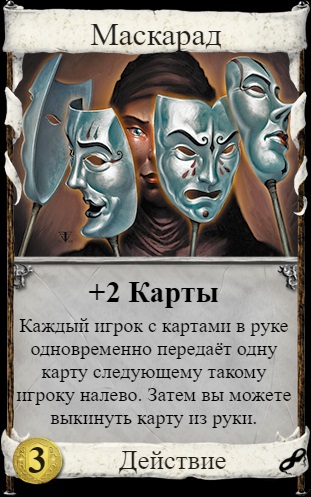 Маскарад
+2 Карты
Каждый игрок с картами в руке
одновременно передаёт одну
карту следующему такому
игроку налево. Затем вы можете
выкинуть карту из руки.
3 Действие